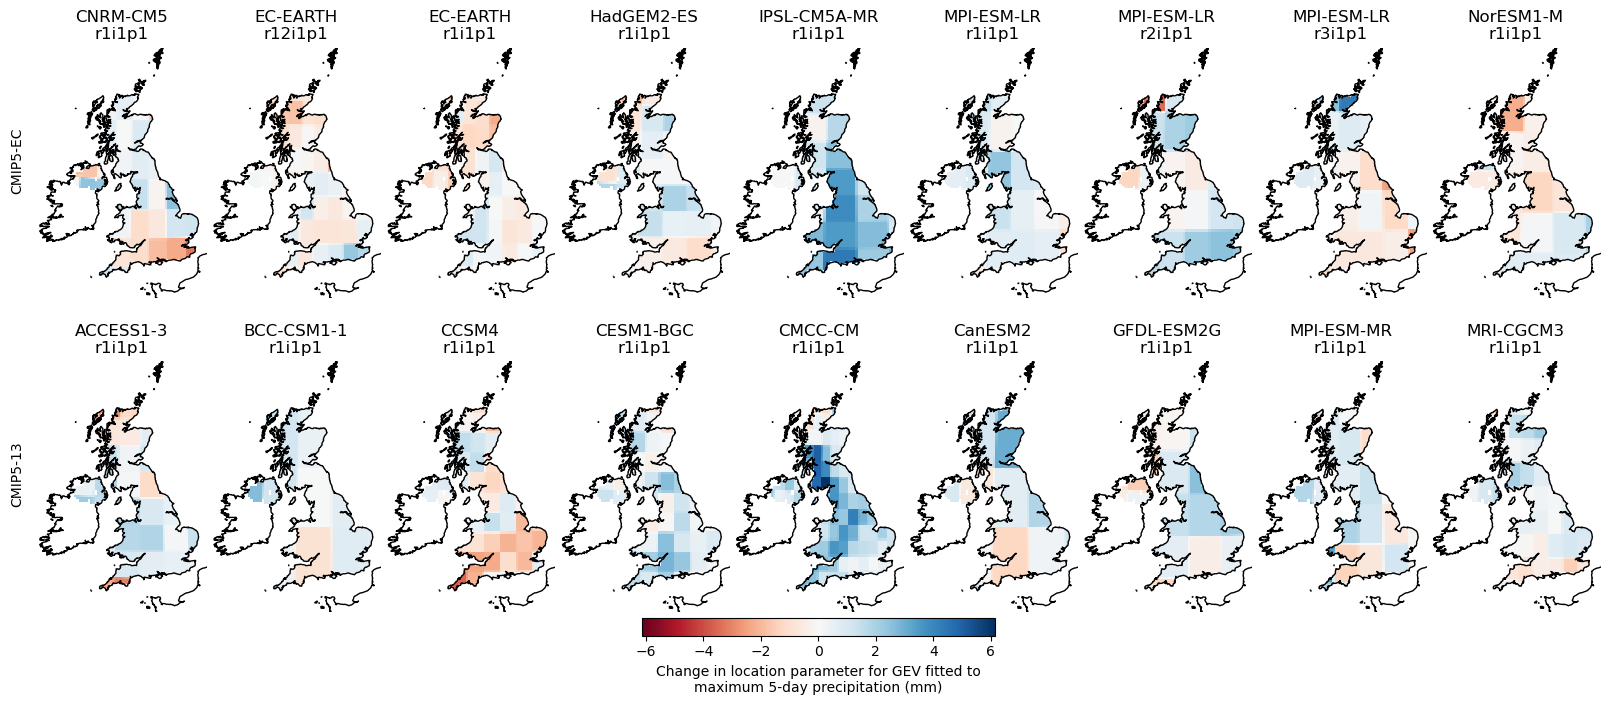 CNRM-CM5
r1i1p1
EC-EARTH
r12i1p1
EC-EARTH
r1i1p1
HadGEM2-ES
r1i1p1
IPSL-CM5A-MR
r1i1p1
MPI-ESM-LR
r1i1p1
MPI-ESM-LR
r2i1p1
MPI-ESM-LR
r3i1p1
NorESM1-M
r1i1p1
CMIP5-EC
ACCESS1-3
r1i1p1
BCC-CSM1-1
r1i1p1
CCSM4
r1i1p1
CESM1-BGC
r1i1p1
CMCC-CM
r1i1p1
CanESM2
r1i1p1
GFDL-ESM2G
r1i1p1
MPI-ESM-MR
r1i1p1
MRI-CGCM3
r1i1p1
CMIP5-13
−6 −4 −2 0 2 4 6
Change in location parameter for GEV fitted to
maximum 5-day precipitation (mm)